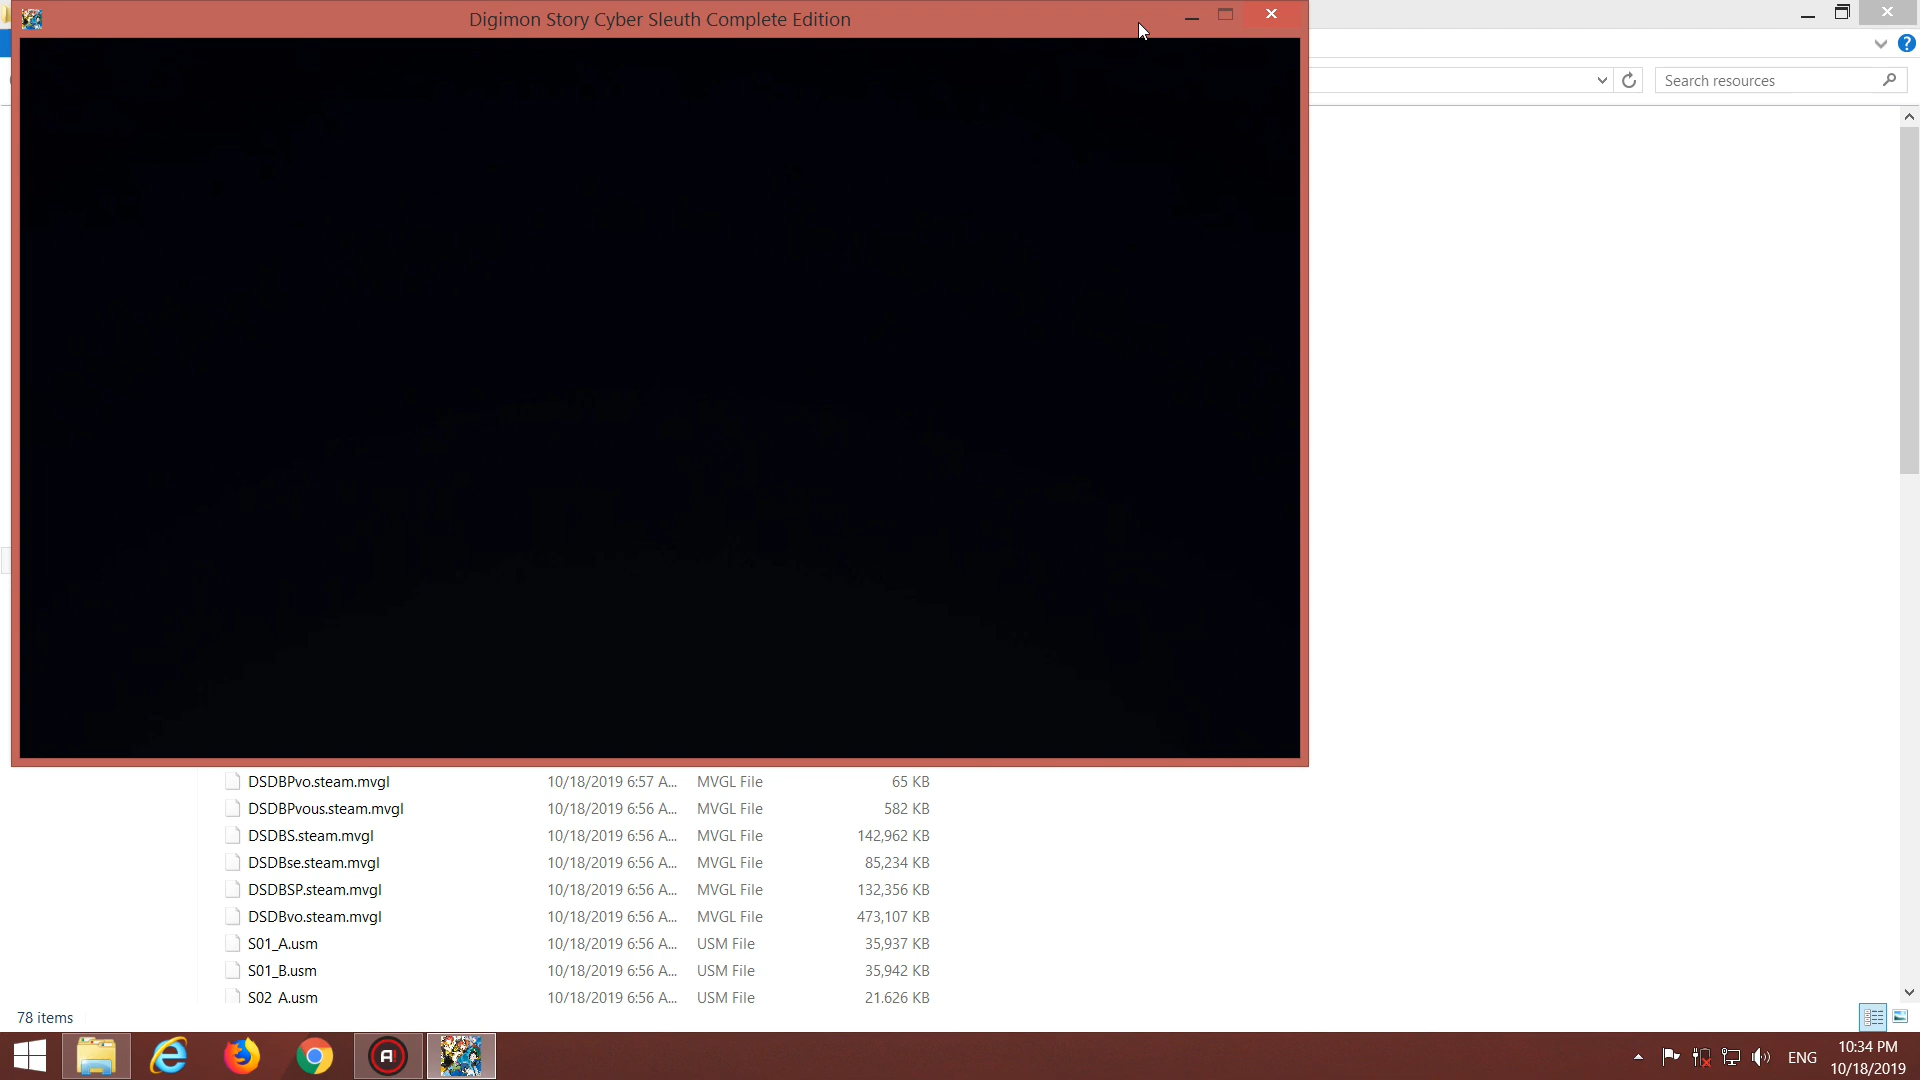 Digimon Story Cyber Sleuth Complete Edition
Search resources
DSDBPvo.steam.mvgl 10/18/2019 6:57 A... MVGL File 65 KB
DSDBPvous.steam.mvgl 10/18/2019 6:56 A... MVGL File 582 KB
DSDBS.steam.mvgl 10/18/2019 6:56 A... MVGL File 142,962 KB
DSDBse.steam.mvgl 10/18/2019 6:56 A... MVGL File 85,234 KB
DSDBSP.steam.mvgl 10/18/2019 6:56 A... MVGL File 132,356 KB
DSDBvo.steam.mvgl 10/18/2019 6:56 A... MVGL File 473,107 KB
S01_A.usm 10/18/2019 6:56 A... USM File 35,937 KB
S01_B.usm 10/18/2019 6:56 A... USM File 35,942 KB
S02_A.usm 10/18/2019 6:56 A... USM File 21,626 KB
78 items
ENG
10:34 PM
10/18/2019